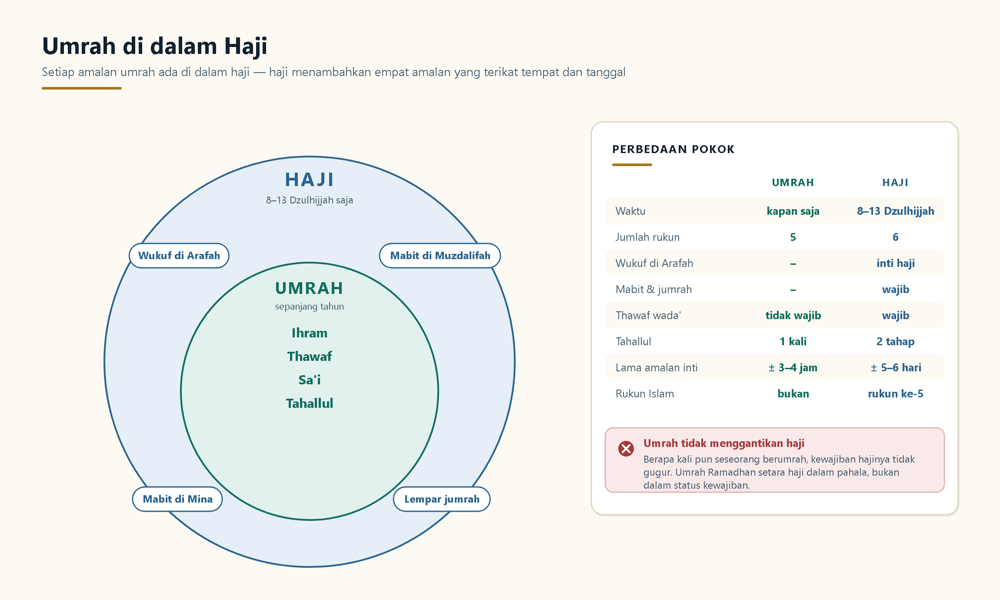 Umrah di dalam Haji
Setiap amalan umrah ada di dalam haji — haji menambahkan empat amalan yang terikat tempat dan tanggal
HAJI
8–13 Dzulhijjah saja
Wukuf di Arafah
Mabit di Muzdalifah
UMRAH
sepanjang tahun
Ihram
Thawaf
Sa'i
Tahallul
Mabit di Mina
Lempar jumrah
PERBEDAAN POKOK
UMRAH HAJI
Waktu kapan saja 8–13 Dzulhijjah
Jumlah rukun 5 6
Wukuf di Arafah – inti haji
Mabit & jumrah – wajib
Thawaf wada' tidak wajib wajib
Tahallul 1 kali 2 tahap
Lama amalan inti ± 3–4 jam ± 5–6 hari
Rukun Islam bukan rukun ke-5
Umrah tidak menggantikan haji
Berapa kali pun seseorang berumrah, kewajiban hajinya tidak
gugur. Umrah Ramadhan setara haji dalam pahala, bukan
dalam status kewajiban.